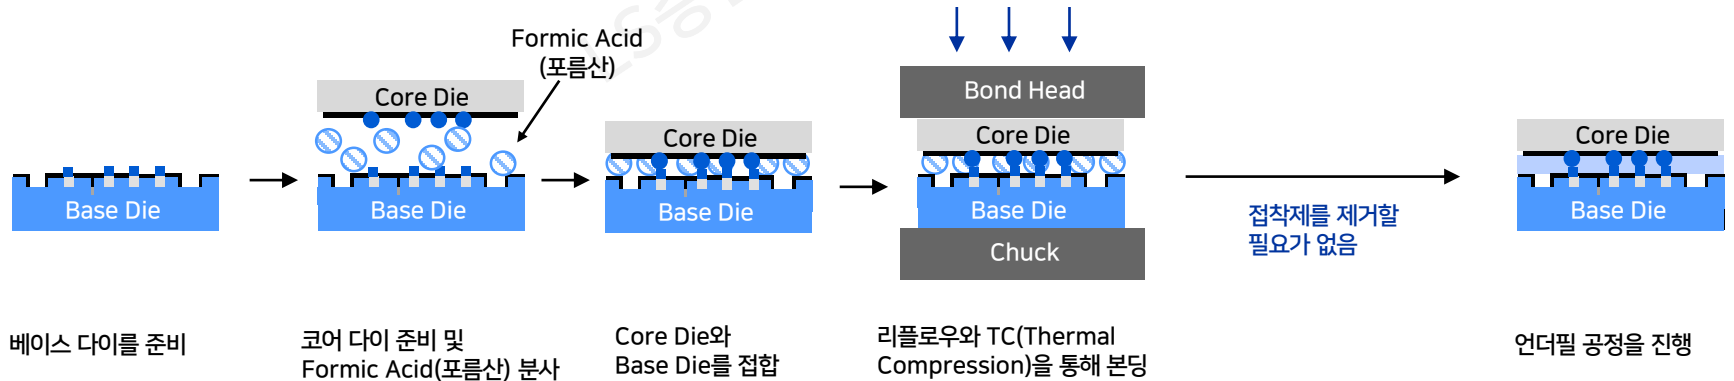 Formic Acid
(포름산)
Core Die
Base Die
Base Die
Core Die
Base Die
Bond Head
Core Die
Base Die
Chuck
접착제를 제거할
필요가 없음
Core Die
Base Die
베이스 다이를 준비
코어 다이 준비 및
Formic Acid(포름산) 분사
Core Die와
Base Die를 접합
리플로우와 TC(Thermal
Compression)을 통해 본딩
언더필 공정을 진행